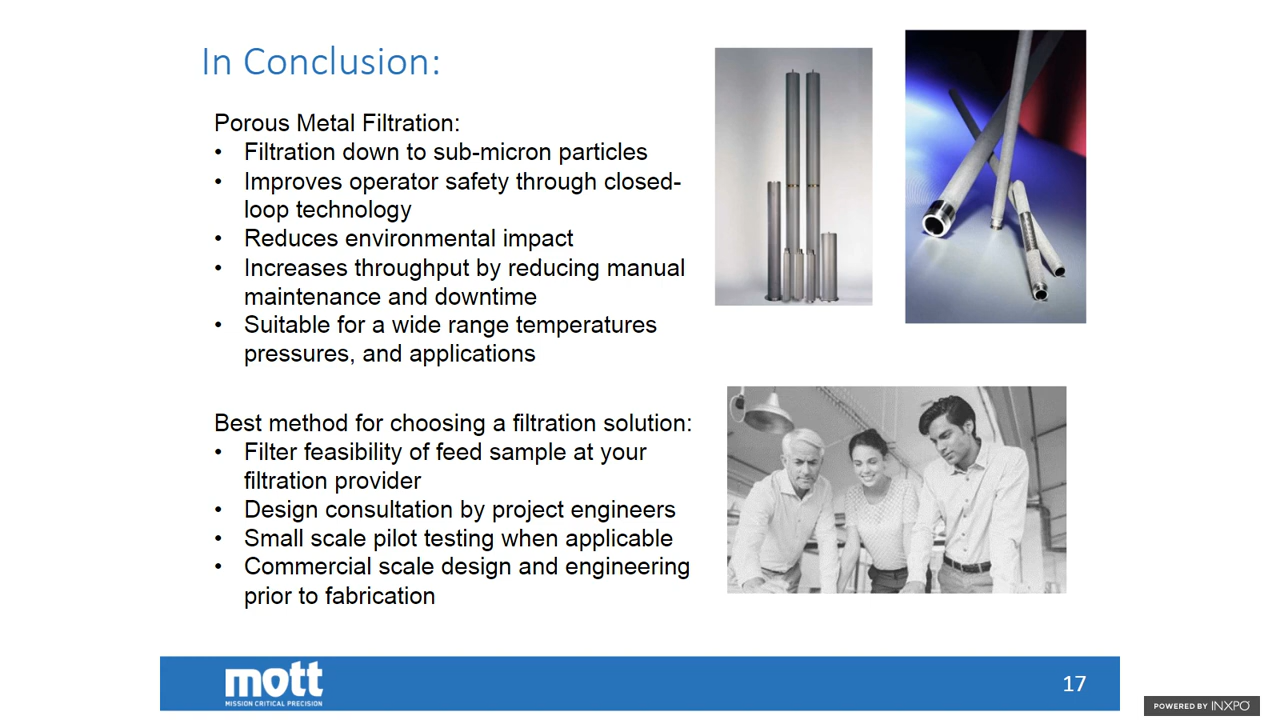 In Conclusion:
Porous Metal Filtration:
• Filtration down to sub-micron particles
• Improves operator safety through closed-
loop technology
• Reduces environmental impact
• Increases throughput by reducing manual
maintenance and downtime
• Suitable for a wide range temperatures
pressures, and applications
Best method for choosing a filtration solution:
• Filter feasibility of feed sample at your
filtration provider
• Design consultation by project engineers
• Small scale pilot testing when applicable
• Commercial scale design and engineering
prior to fabrication
mott
MISSION CRITICAL PRECISION
17
POWERED BY INXPO